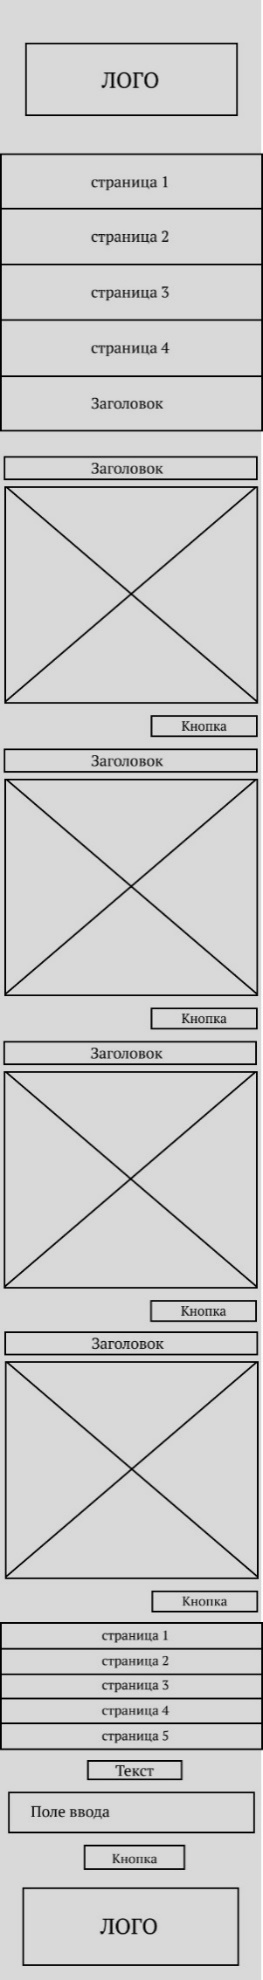 ЛОГО
страница 1
страница 2
страница 3
страница 4
Заголовок
Заголовок
Кнопка
Заголовок
Кнопка
Заголовок
Кнопка
Заголовок
Кнопка
страница 1
страница 2
страница 3
страница 4
страница 5
Текст
Поле ввода
Кнопка
ЛОГО